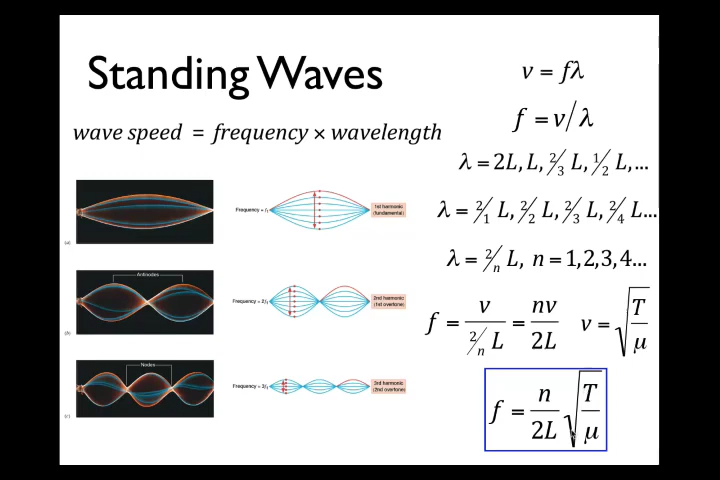 Standing Waves
wave speed = frequency × wavelength
v = fλ
f = v/λ
λ = 2L, L, 2/3 L, 1/2 L,...
λ = 2/1 L, 2/2 L, 2/3 L, 2/4 L...
λ = 2/n L, n = 1,2,3,4...
f = v / (2/n L) = nv / 2L
v = √(T/μ)
f = n/2L √(T/μ)
(a)
Frequency = f₁
1st harmonic
(fundamental)
Antinodes
(b)
Frequency = 2f₁
2nd harmonic
(1st overtone)
Nodes
(c)
Frequency = 3f₁
3rd harmonic
(2nd overtone)